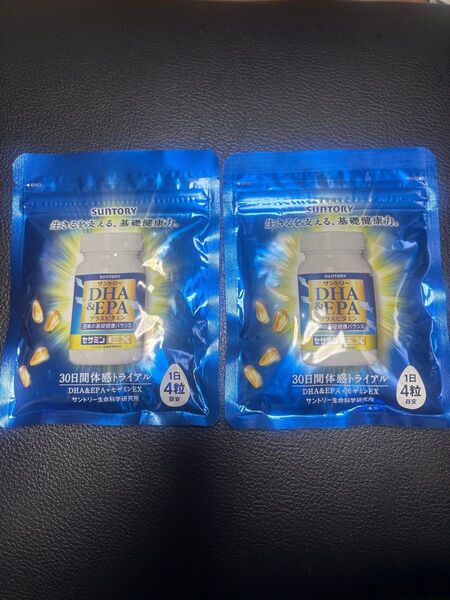 SUNTORY
生きるを支える、基礎健康力。
SUNTORY
サントリー
DHA
&EPA
プラスビタミン
日本の基礎健康バランス
セサミンEX
30日間体感トライアル
DHA&EPA+セサミンEX
サントリー生命科学研究所
1日
4粒
目安
SUNTORY
生きるを支える、基礎健康力。
SUNTORY
サントリー
DHA
&EPA
プラスビタミン
日本の基礎健康バランス
セサミンEX
30日間体感トライアル
DHA&EPA+セサミンEX
サントリー生命科学研究所
1日
4粒
目安